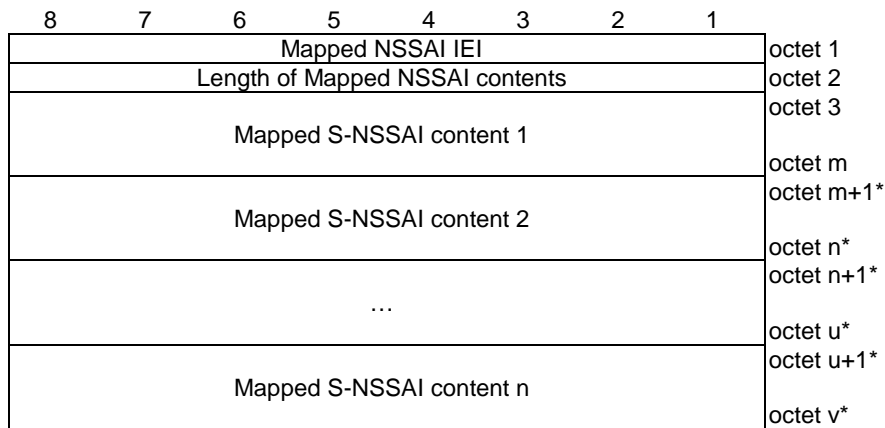 8 7 6 5 4 3 2 1
Mapped NSSAI IEI octet 1
Length of Mapped NSSAI contents octet 2
octet 3
Mapped S-NSSAI content 1
octet m
octet m+1*
Mapped S-NSSAI content 2
octet n*
octet n+1*
…
octet u*
octet u+1*
Mapped S-NSSAI content n
octet v*